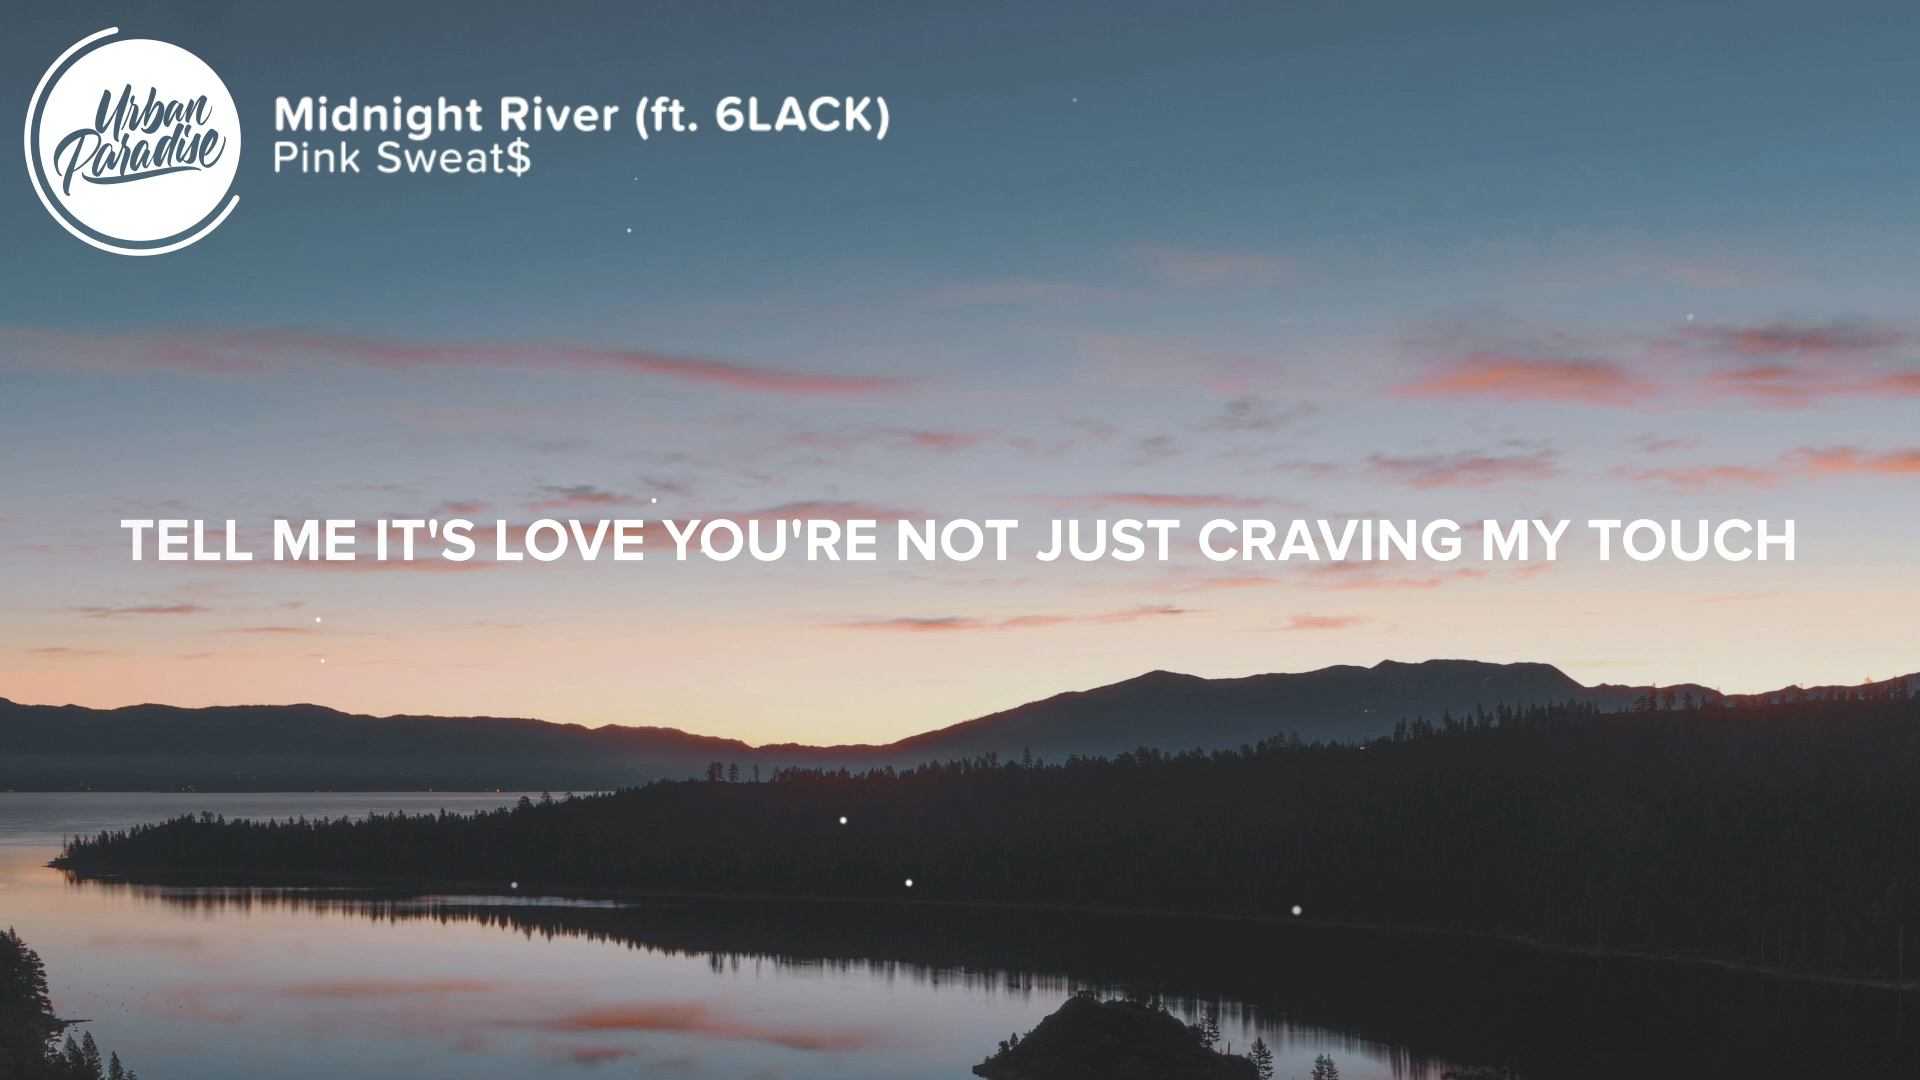 Urban
Paradise
Midnight River (ft. 6LACK)
Pink Sweat$
TELL ME IT'S LOVE YOU'RE NOT JUST CRAVING MY TOUCH